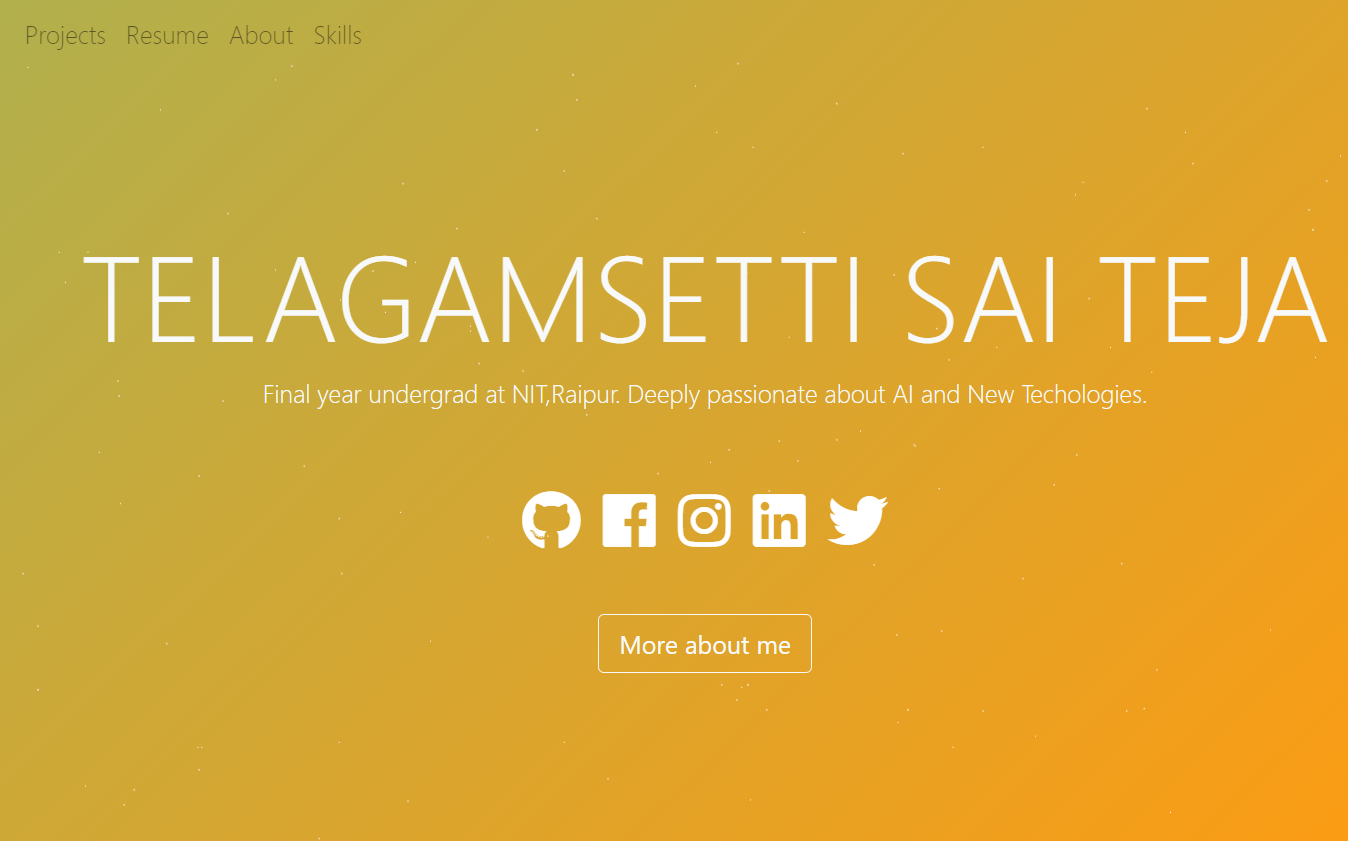 Projects Resume About Skills
TELAGAMSETTI SAI TEJA
Final year undergrad at NIT,Raipur. Deeply passionate about AI and New Techologies.
More about me